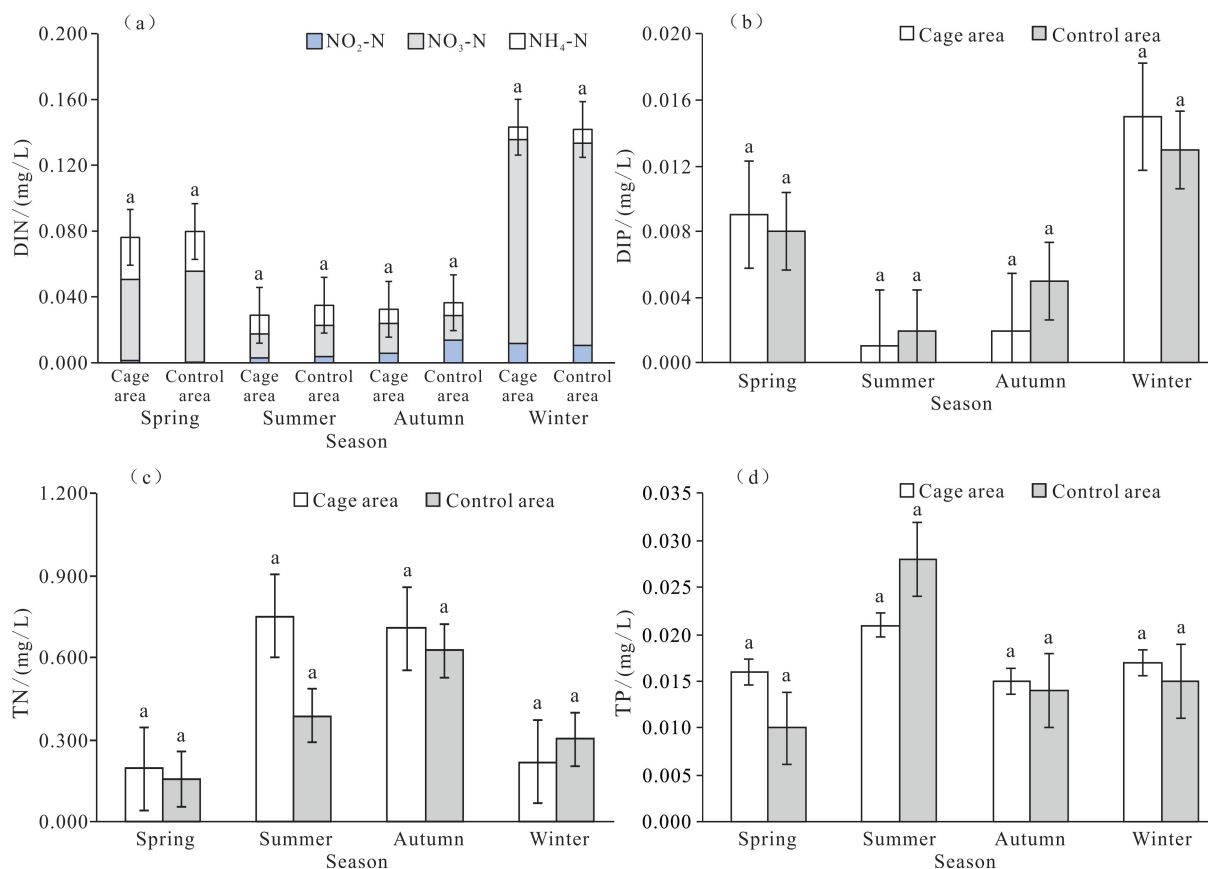 (a)
0.200
0.160
0.120
0.080
0.040
0.000
DIN/(mg/L)
NO₂-N NO₃-N NH₄-N
a a a a a a a a
Cage area Control area Cage area Control area Cage area Control area Cage area Control area
Spring Summer Autumn Winter
Season
(b)
0.020
0.016
0.012
0.008
0.004
0.000
DIP/(mg/L)
Cage area Control area
a a a a a a a a
Spring Summer Autumn Winter
Season
(c)
1.200
0.900
0.600
0.300
0.000
TN/(mg/L)
Cage area Control area
a a a a a a a a
Spring Summer Autumn Winter
Season
(d)
0.035
0.030
0.025
0.020
0.015
0.010
0.005
0.000
TP/(mg/L)
Cage area Control area
a a a a a a a a
Spring Summer Autumn Winter
Season